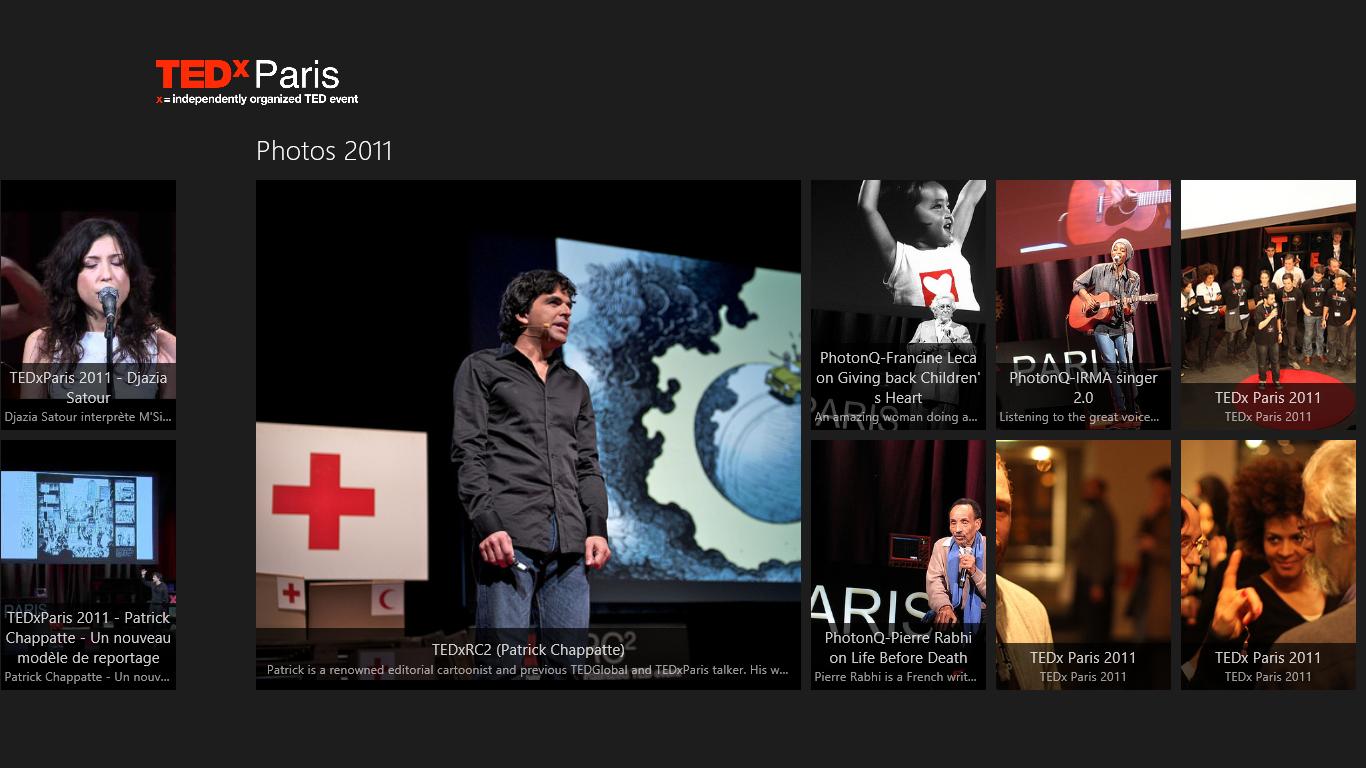 TEDx Paris
x = independently organized TED event
Photos 2011
TEDxParis 2011 - Djazia
Satour
Djazia Satour interprète M'Si...
TEDxParis 2011 - Patrick
Chappatte - Un nouveau
modèle de reportage
Patrick Chappatte - Un nouv...
TEDxRC2 (Patrick Chappatte)
Patrick is a renowned editorial cartoonist and previous TEDGlobal and TEDxParis talker. His w...
PhotonQ-Francine Leca
on Giving back Children'
s Heart
An amazing woman doing a...
PARIS
PhotonQ-Pierre Rabhi
on Life Before Death
Pierre Rabhi is a French writ...
ARIS
PARIS
PhotonQ-IRMA singer
2.0
Listening to the great voice...
TEDx Paris 2011
TEDx Paris 2011
TEDx Paris 2011
TEDx Paris 2011
TEDx Paris 2011
TEDx Paris 2011